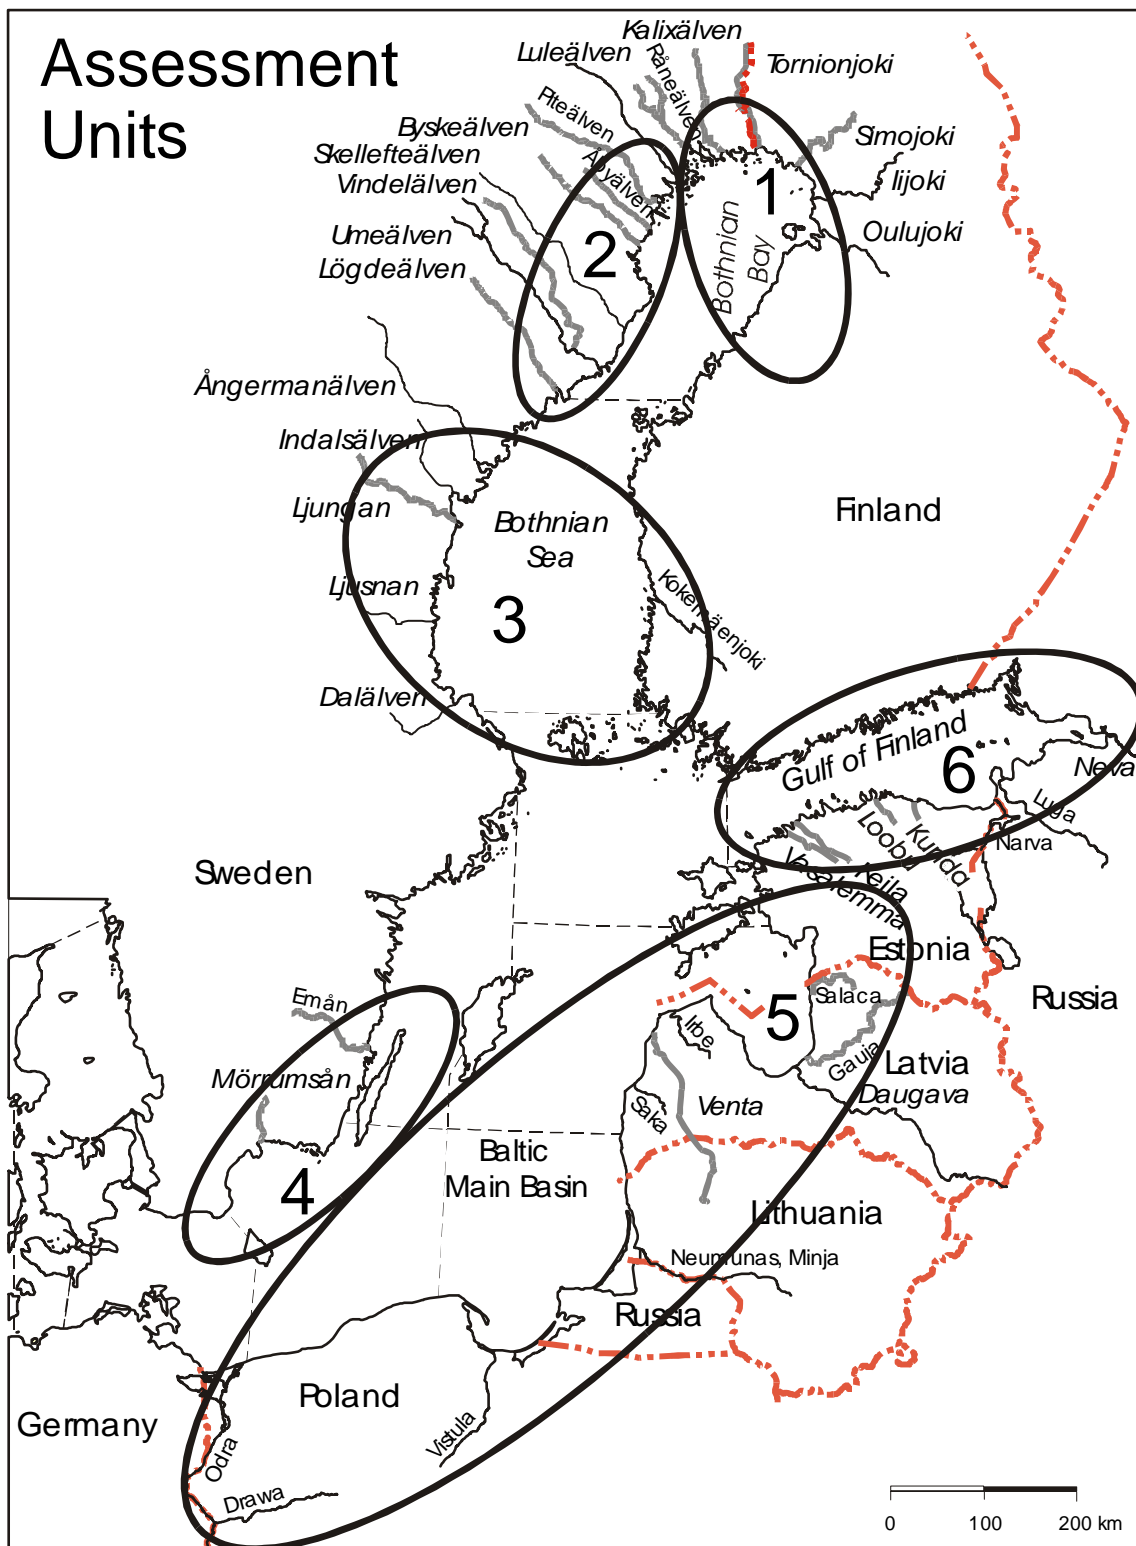 Assessment
Units
Kalixälven
Luleälven
Råneälven
Tornionjoki
Piteälven
Byskeälven
Åbyälven
Simojoki
Skellefteälven
Vindelälven
Iijoki
1
Umeälven
Oulujoki
Lögdeälven
2
Bothnian
Bay
Ångermanälven
Indalsälven
Ljungan
Bothnian
Sea
Finland
Ljusnan
3
Kokemäenjoki
Dalälven
Gulf of Finland
6
Neva
Luga
Loobu
Kunda
Narva
Sweden
Keila
Vasalemma
Estonia
Emån
5
Salaca
Russia
Irbe
Gauja
Latvia
Mörrumsån
Daugava
Saka
Venta
Baltic
Main Basin
4
Lithuania
Neumunas, Minja
Russia
Poland
Germany
Vistula
Odra
Drawa
0 100 200 km